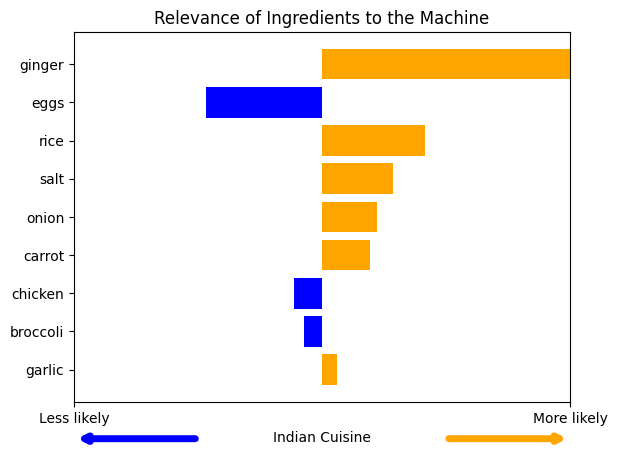 Relevance of Ingredients to the Machine
ginger
eggs
rice
salt
onion
carrot
chicken
broccoli
garlic
Less likely More likely
Indian Cuisine